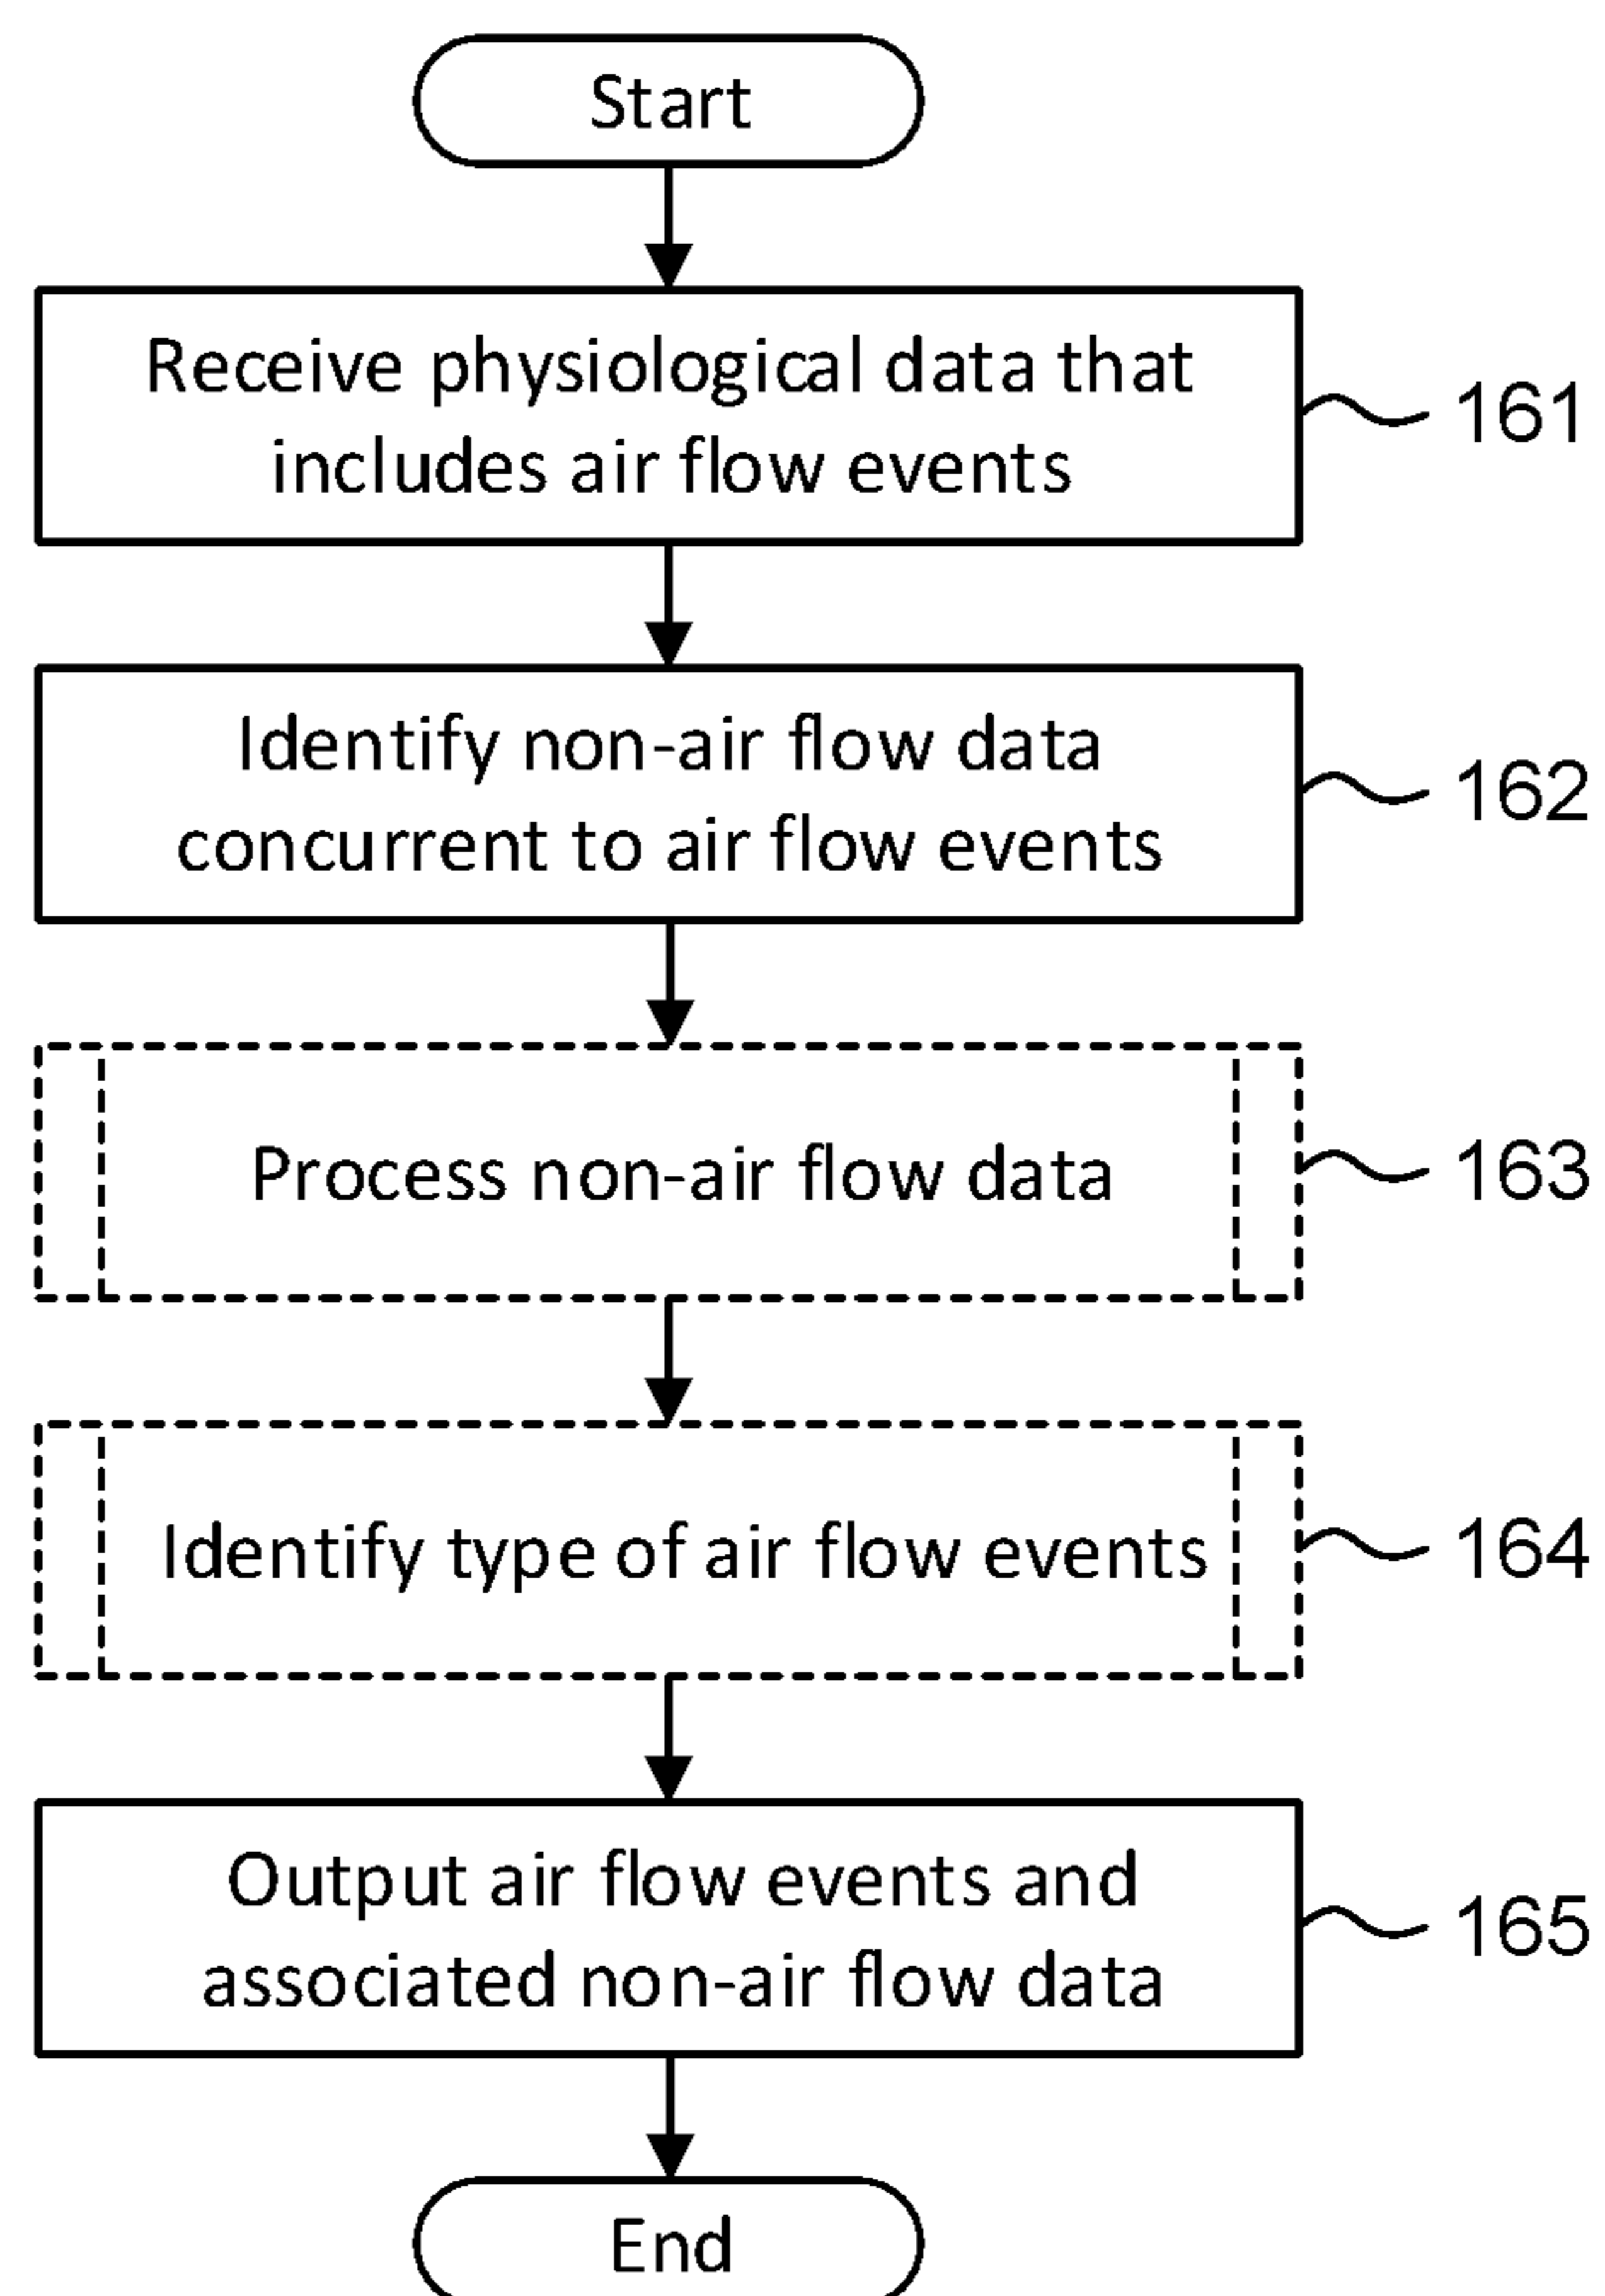 Start
Receive physiological data that
includes air flow events
161
Identify non-air flow data
concurrent to air flow events
162
Process non-air flow data
163
Identify type of air flow events
164
Output air flow events and
associated non-air flow data
165
End